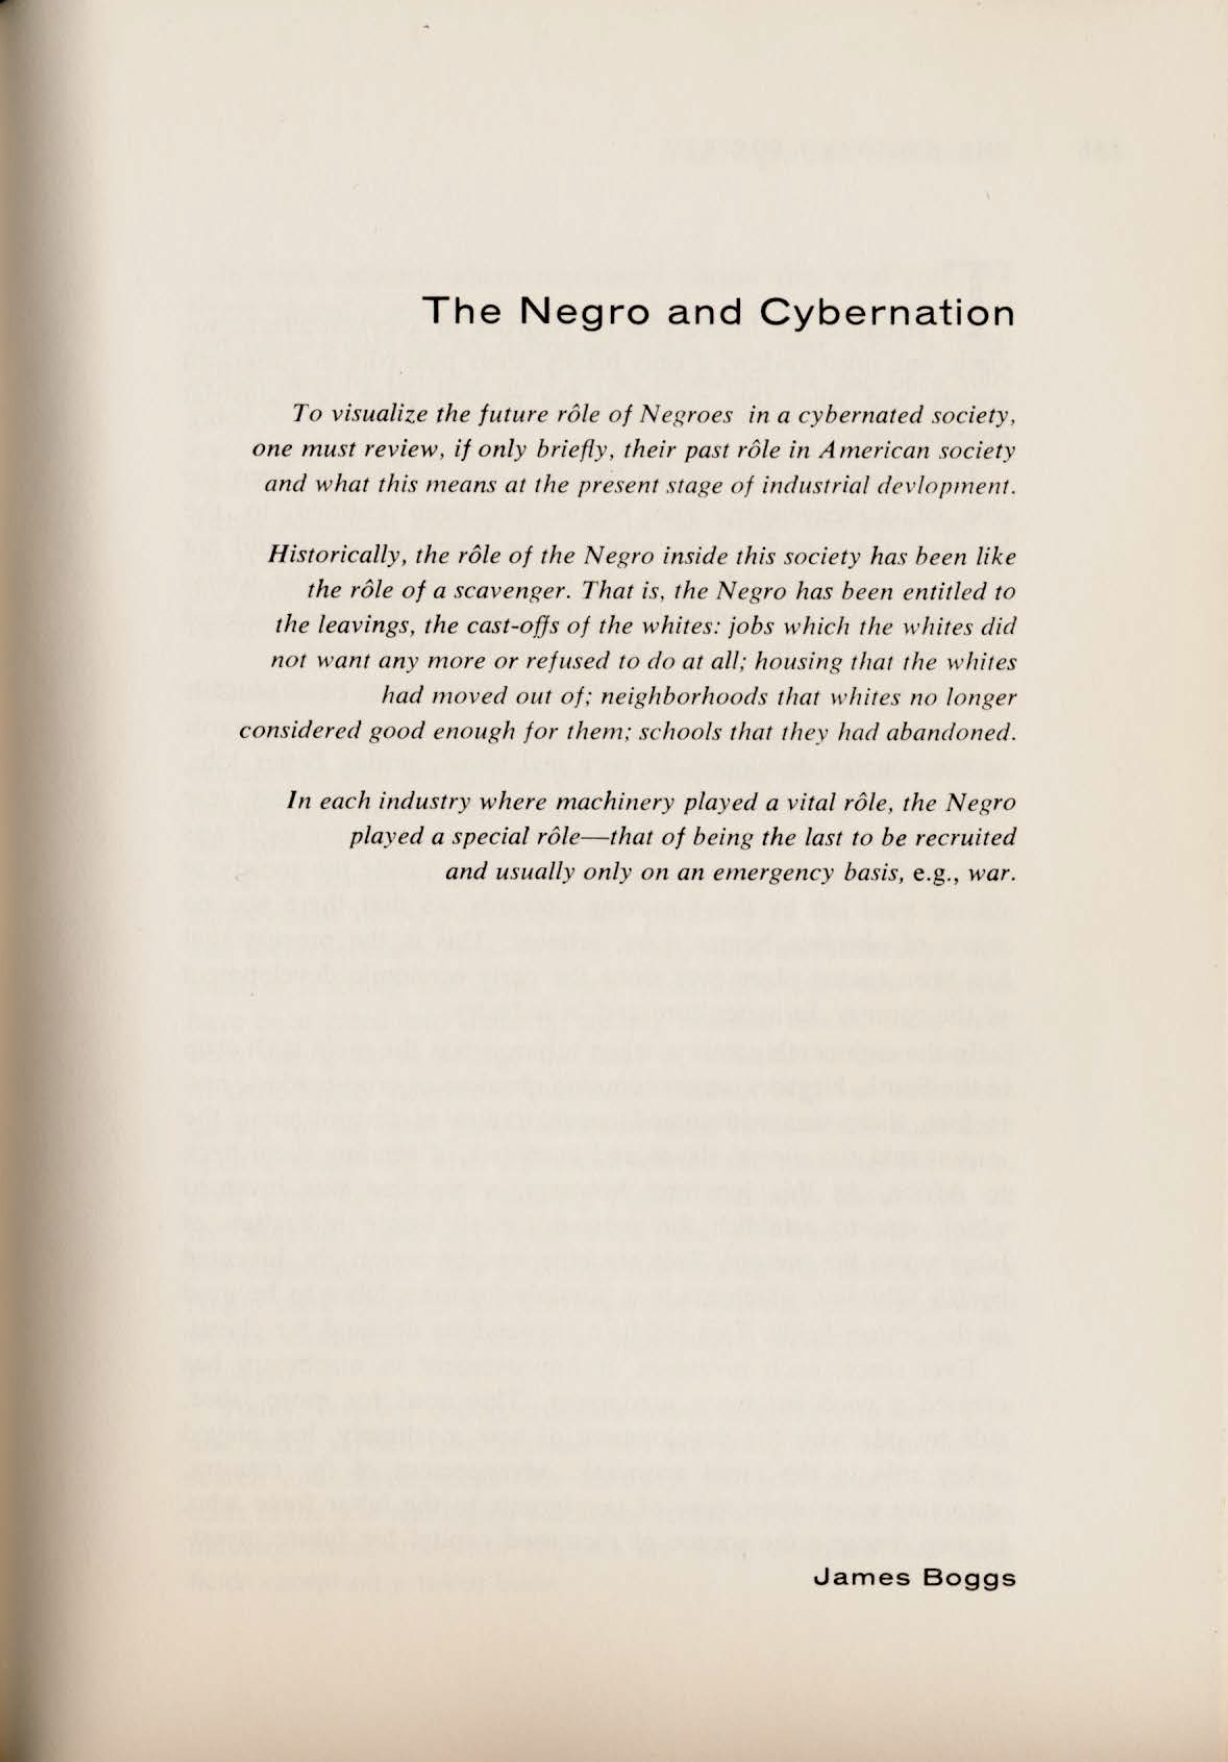 The Negro and Cybernation
To visualize the future rôle of Negroes in a cybernated society,
one must review, if only briefly, their past rôle in American society
and what this means at the present stage of industrial devlopment.
Historically, the rôle of the Negro inside this society has been like
the rôle of a scavenger. That is, the Negro has been entitled to
the leavings, the cast-offs of the whites: jobs which the whites did
not want any more or refused to do at all; housing that the whites
had moved out of; neighborhoods that whites no longer
considered good enough for them; schools that they had abandoned.
In each industry where machinery played a vital rôle, the Negro
played a special rôle—that of being the last to be recruited
and usually only on an emergency basis, e.g., war.
James Boggs